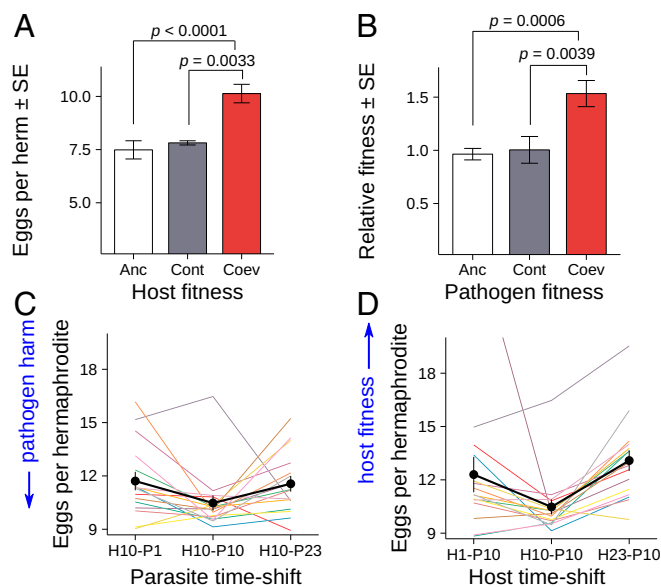 A
p < 0.0001
p = 0.0033
Eggs per herm ± SE
10.0
7.5
5.0
Anc Cont Coev
Host fitness
B
p = 0.0006
p = 0.0039
Relative fitness ± SE
1.5
1.0
0.5
Anc Cont Coev
Pathogen fitness
C
pathogen harm
Eggs per hermaphrodite
18
15
12
9
H10-P1 H10-P10 H10-P23
Parasite time-shift
D
host fitness
Eggs per hermaphrodite
18
15
12
9
H1-P10 H10-P10 H23-P10
Host time-shift